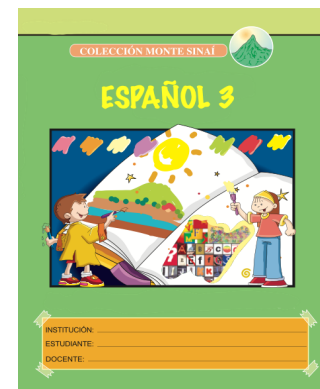 COLECCIÓN MONTE SINAÍ
ESPAÑOL 3
INSTITUCIÓN:
ESTUDIANTE:
DOCENTE: